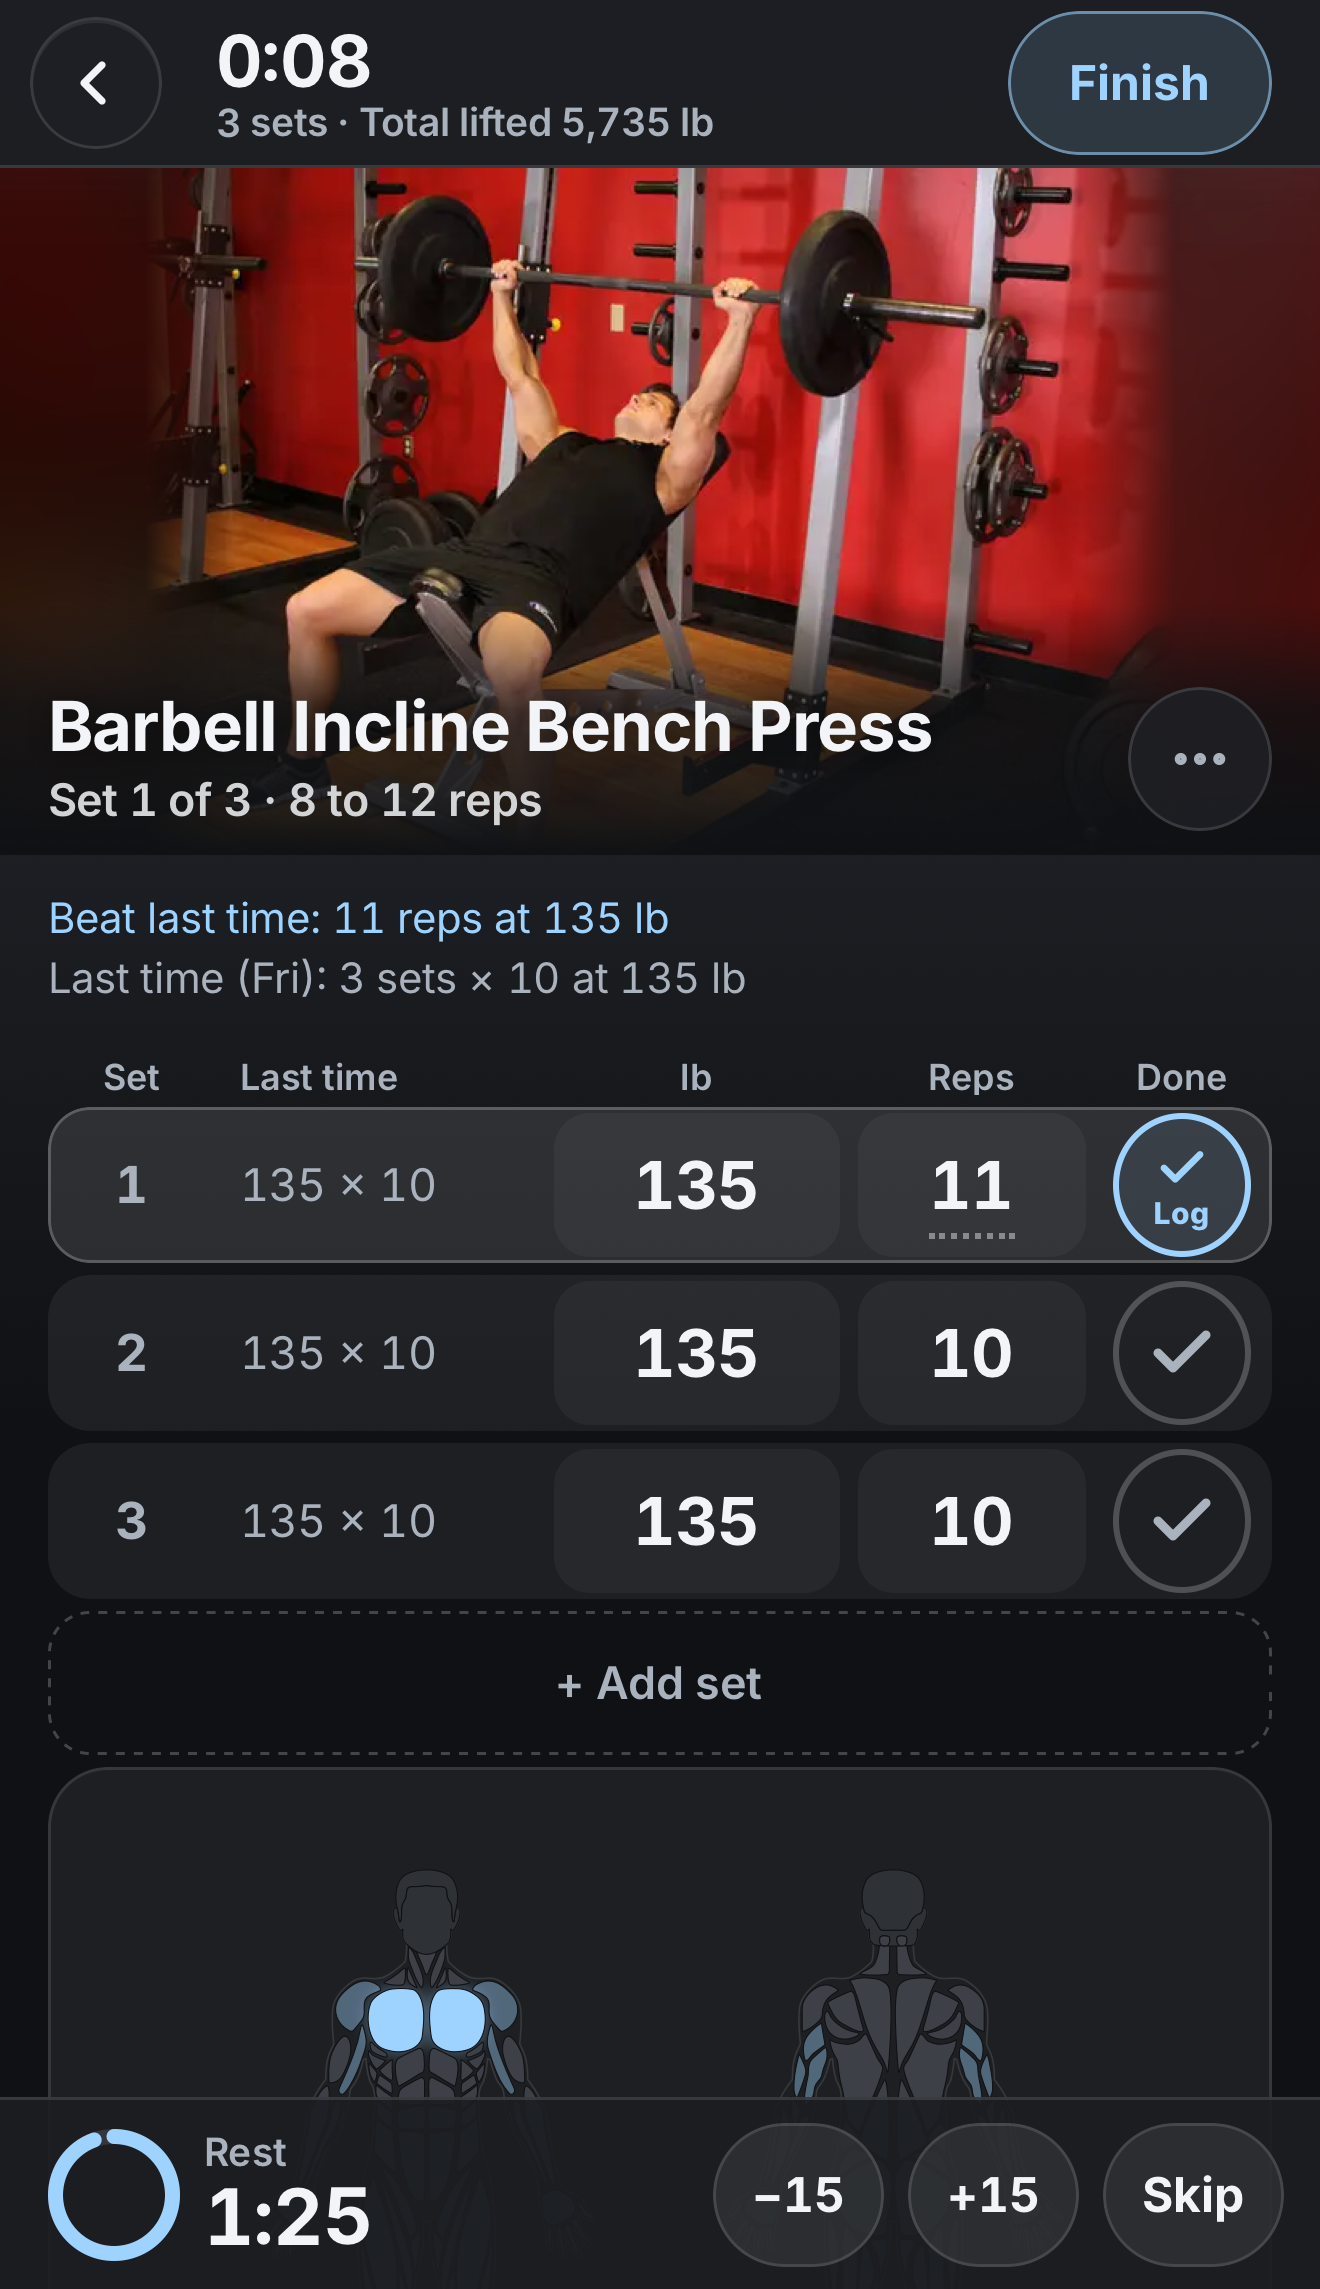 0:08
3 sets · Total lifted 5,735 lb
Finish
Barbell Incline Bench Press
Set 1 of 3 · 8 to 12 reps
Beat last time: 11 reps at 135 lb
Last time (Fri): 3 sets × 10 at 135 lb
Set Last time lb Reps Done
1 135 × 10 135 11 Log
2 135 × 10 135 10
3 135 × 10 135 10
+ Add set
Rest
1:25
−15 +15 Skip